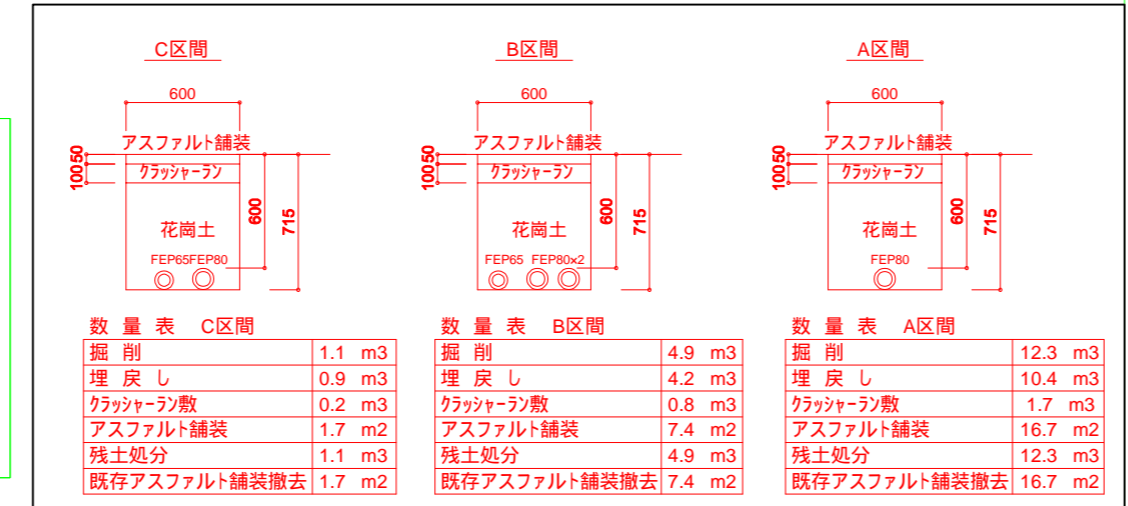 C区間
600
アスファルト舗装
クラッシャーラン
100 50
花崗土
600
715
FEP65 FEP80
数 量 表 C区間
掘 削 1.1 m3
埋 戻 し 0.9 m3
クラッシャーラン敷 0.2 m3
アスファルト舗装 1.7 m2
残土処分 1.1 m3
既存アスファルト舗装撤去 1.7 m2
B区間
600
アスファルト舗装
クラッシャーラン
100 50
花崗土
600
715
FEP65 FEP80×2
数 量 表 B区間
掘 削 4.9 m3
埋 戻 し 4.2 m3
クラッシャーラン敷 0.8 m3
アスファルト舗装 7.4 m2
残土処分 4.9 m3
既存アスファルト舗装撤去 7.4 m2
A区間
600
アスファルト舗装
クラッシャーラン
100 50
花崗土
600
715
FEP80
数 量 表 A区間
掘 削 12.3 m3
埋 戻 し 10.4 m3
クラッシャーラン敷 1.7 m3
アスファルト舗装 16.7 m2
残土処分 12.3 m3
既存アスファルト舗装撤去 16.7 m2